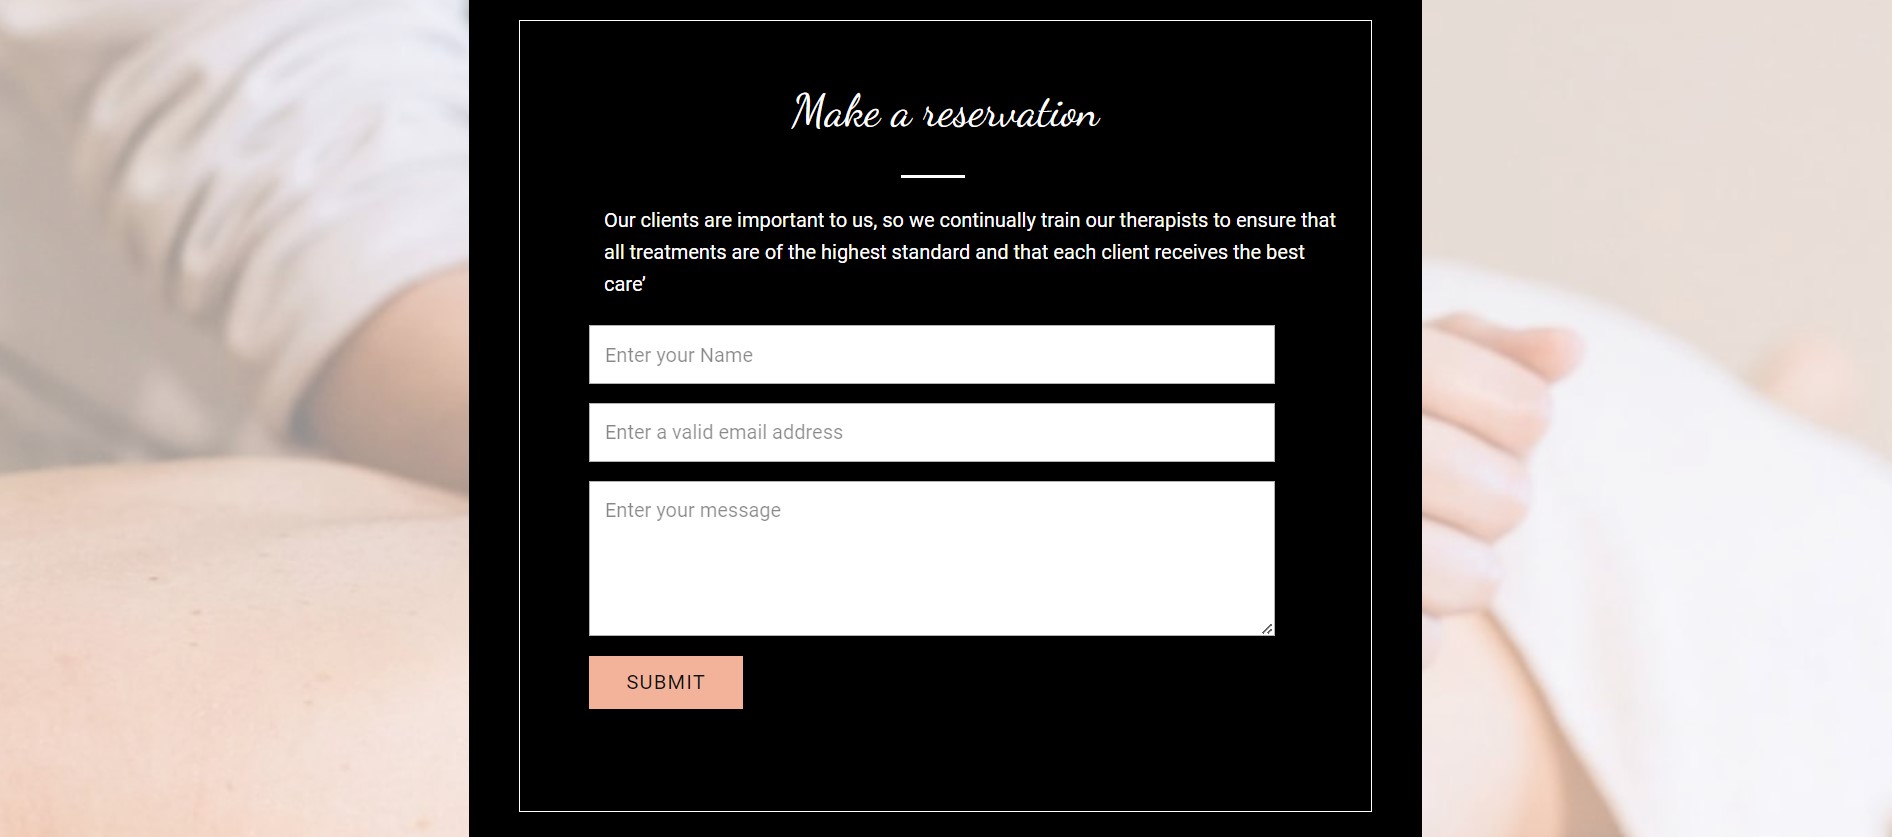 Make a reservation
Our clients are important to us, so we continually train our therapists to ensure that
all treatments are of the highest standard and that each client receives the best
care’
Enter your Name
Enter a valid email address
Enter your message
SUBMIT